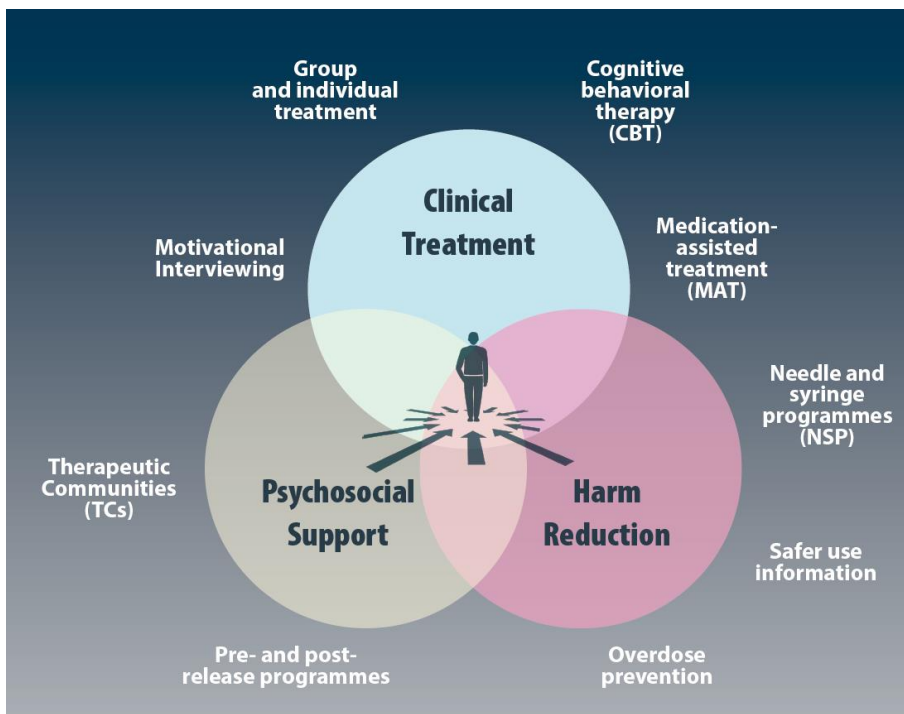 Group
and individual
treatment
Cognitive
behavioral
therapy
(CBT)
Clinical
Treatment
Motivational
Interviewing
Medication-
assisted
treatment
(MAT)
Needle and
syringe
programmes
(NSP)
Therapeutic
Communities
(TCs)
Psychosocial
Support
Harm
Reduction
Safer use
information
Pre- and post-
release programmes
Overdose
prevention